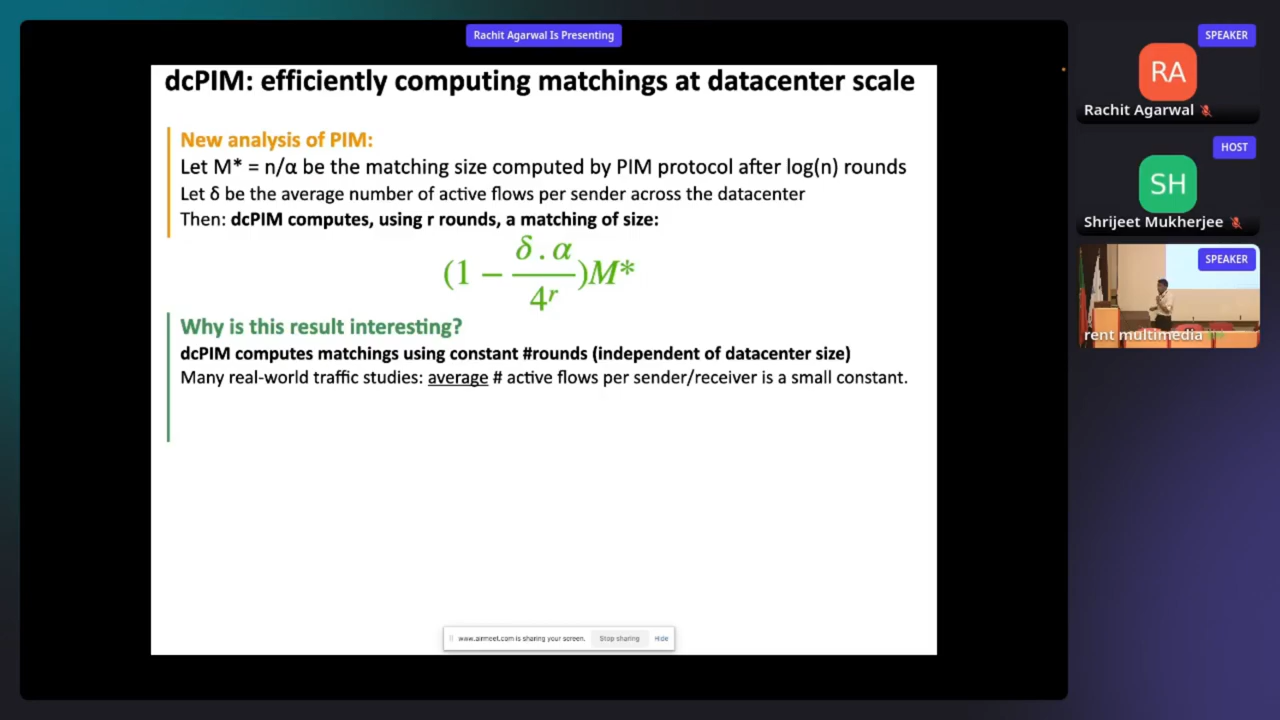 Rachit Agarwal Is Presenting
dcPIM: efficiently computing matchings at datacenter scale
New analysis of PIM:
Let M* = n/α be the matching size computed by PIM protocol after log(n) rounds
Let δ be the average number of active flows per sender across the datacenter
Then: dcPIM computes, using r rounds, a matching of size:
(1 − δ . α / 4^r)M*
Why is this result interesting?
dcPIM computes matchings using constant #rounds (independent of datacenter size)
Many real-world traffic studies: average # active flows per sender/receiver is a small constant.
www.airmeet.com is sharing your screen. Stop sharing Hide
SPEAKER
RA
Rachit Agarwal
HOST
SH
Shrijeet Mukherjee
SPEAKER
rent multimedia